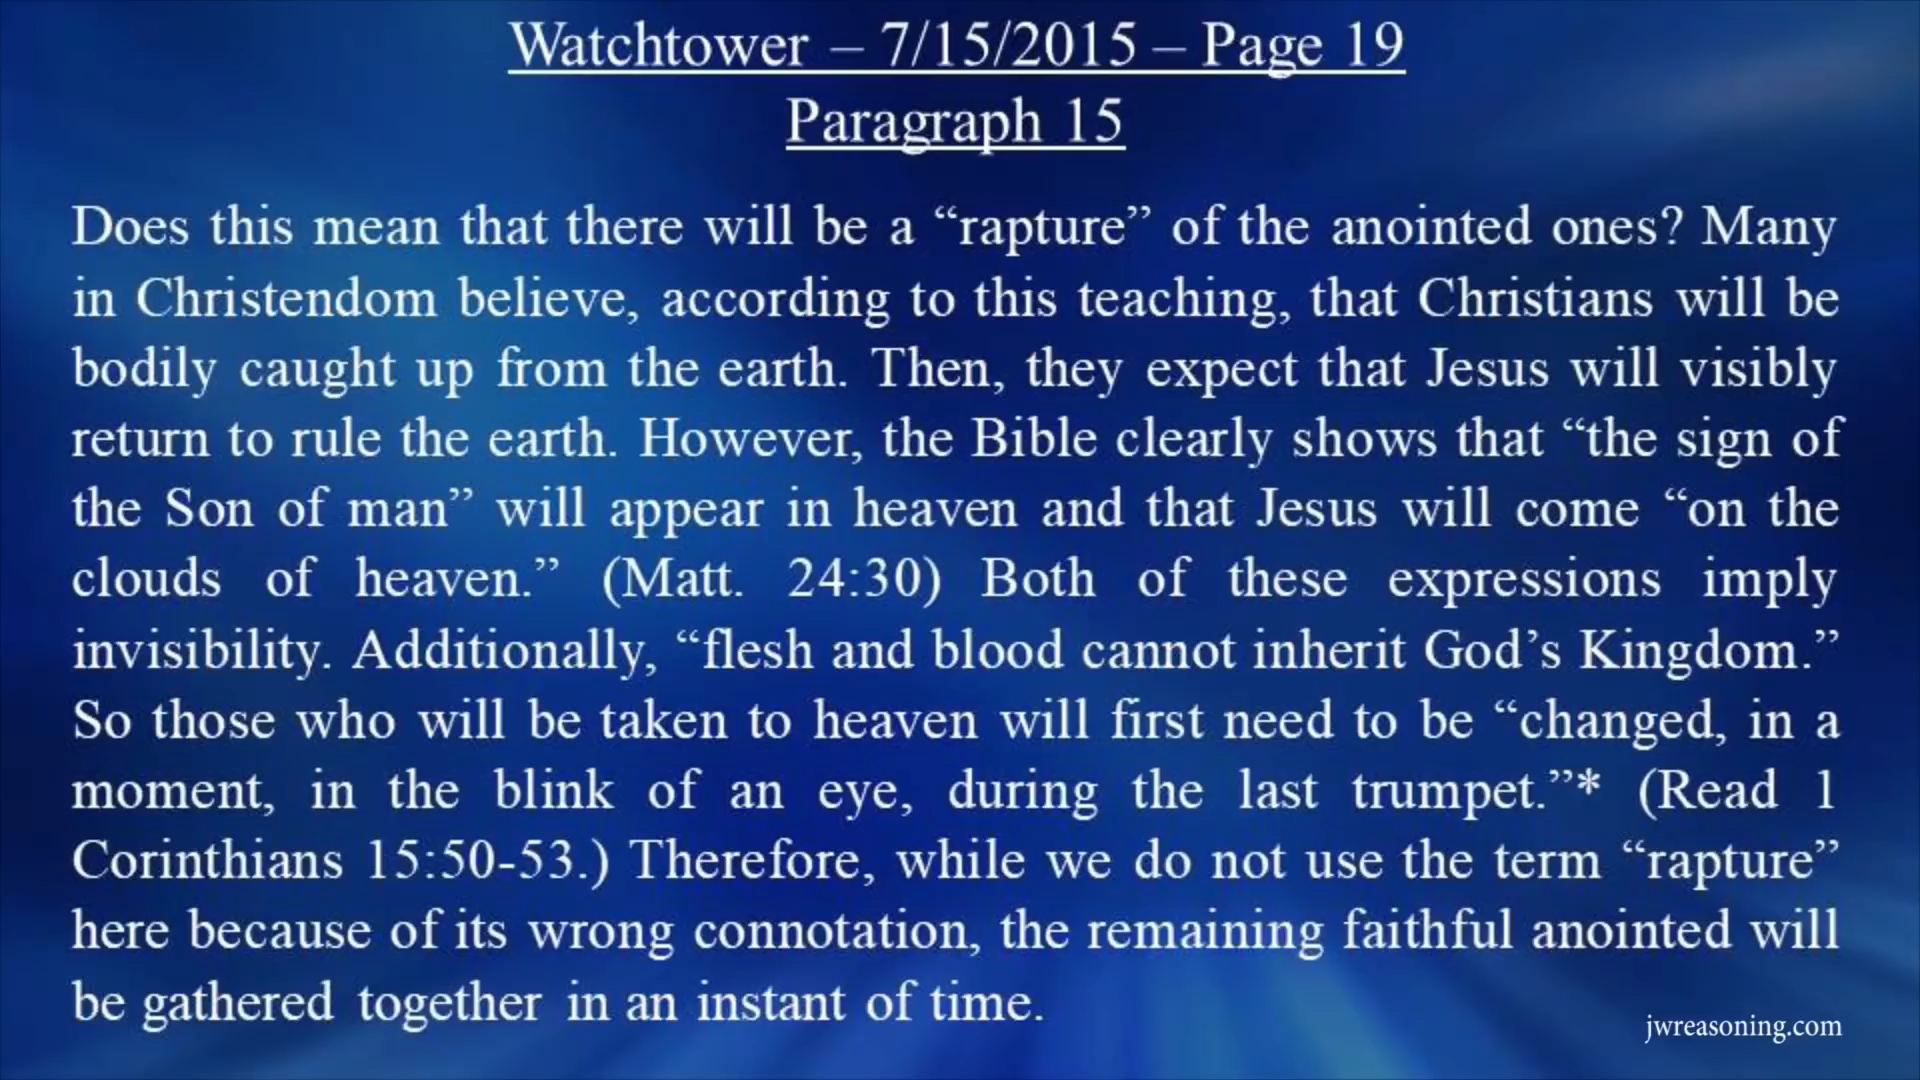 Watchtower – 7/15/2015 – Page 19
Paragraph 15
Does this mean that there will be a “rapture” of the anointed ones? Many
in Christendom believe, according to this teaching, that Christians will be
bodily caught up from the earth. Then, they expect that Jesus will visibly
return to rule the earth. However, the Bible clearly shows that “the sign of
the Son of man” will appear in heaven and that Jesus will come “on the
clouds of heaven.” (Matt. 24:30) Both of these expressions imply
invisibility. Additionally, “flesh and blood cannot inherit God’s Kingdom.”
So those who will be taken to heaven will first need to be “changed, in a
moment, in the blink of an eye, during the last trumpet.”* (Read 1
Corinthians 15:50-53.) Therefore, while we do not use the term “rapture”
here because of its wrong connotation, the remaining faithful anointed will
be gathered together in an instant of time.
jwreasoning.com